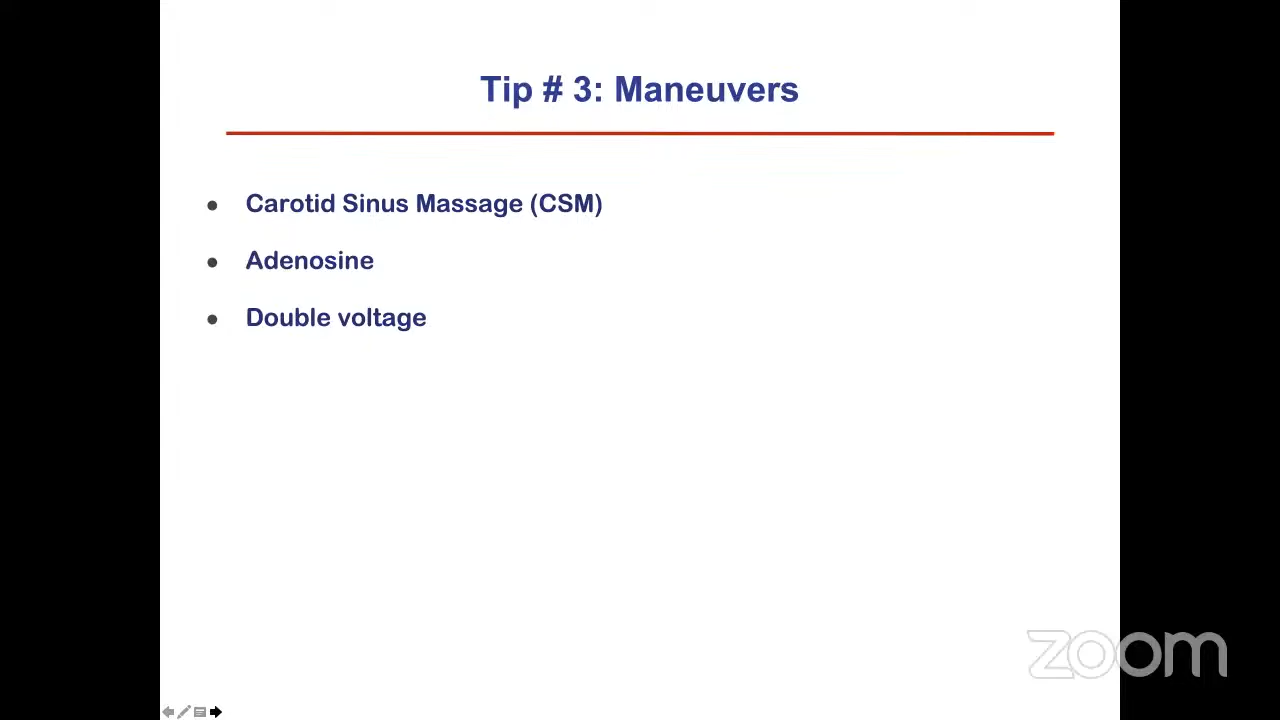 Tip # 3: Maneuvers
Carotid Sinus Massage (CSM)
Adenosine
Double voltage
zoom